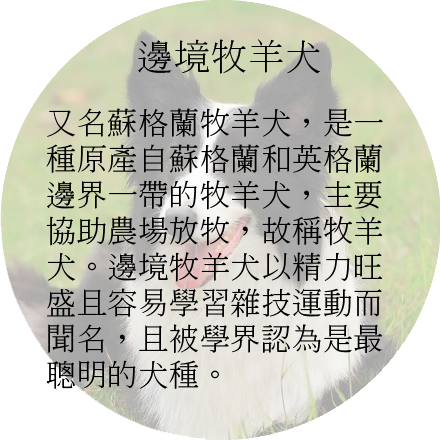 邊境牧羊犬
又名蘇格蘭牧羊犬，是一
種原產自蘇格蘭和英格蘭
邊界一帶的牧羊犬，主要
協助農場放牧，故稱牧羊
犬。邊境牧羊犬以精力旺
盛且容易學習雜技運動而
聞名，且被學界認為是最
聰明的犬種。